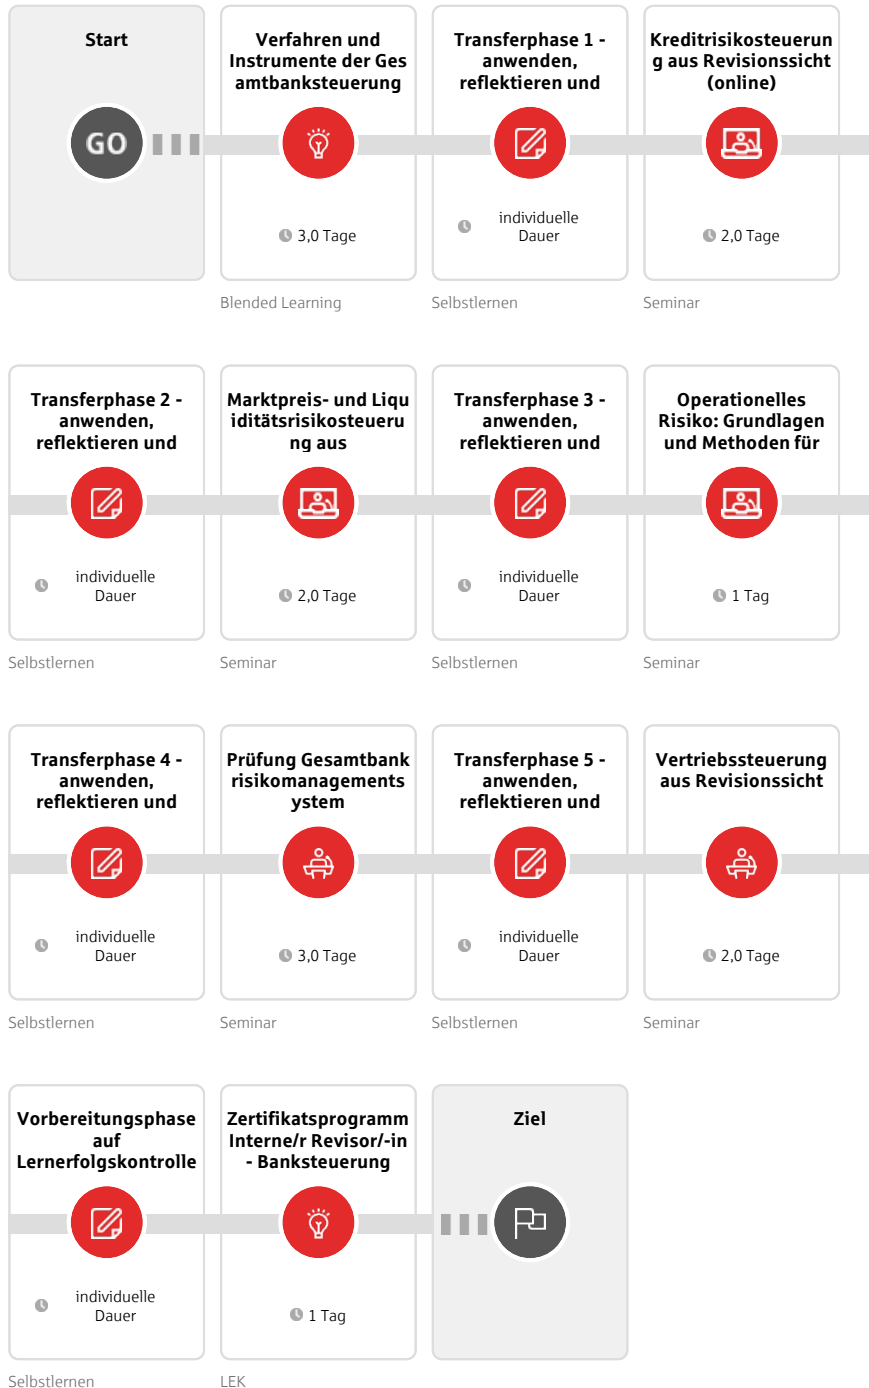 Start
GO
Verfahren und
Instrumente der Ges
amtbanksteuerung
3,0 Tage
Blended Learning
Transferphase 1 -
anwenden,
reflektieren und
individuelle
Dauer
Selbstlernen
Kreditrisikosteuerun
g aus Revisionssicht
(online)
2,0 Tage
Seminar
Transferphase 2 -
anwenden,
reflektieren und
individuelle
Dauer
Selbstlernen
Marktpreis- und Liqu
iditätsrisikosteueru
ng aus
2,0 Tage
Seminar
Transferphase 3 -
anwenden,
reflektieren und
individuelle
Dauer
Selbstlernen
Operationelles
Risiko: Grundlagen
und Methoden für
1 Tag
Seminar
Transferphase 4 -
anwenden,
reflektieren und
individuelle
Dauer
Selbstlernen
Prüfung Gesamtbank
risikomanagements
ystem
3,0 Tage
Seminar
Transferphase 5 -
anwenden,
reflektieren und
individuelle
Dauer
Selbstlernen
Vertriebssteuerung
aus Revisionssicht
2,0 Tage
Seminar
Vorbereitungsphase
auf
Lernerfolgskontrolle
individuelle
Dauer
Selbstlernen
Zertifikatsprogramm
Interne/r Revisor/-in
- Banksteuerung
1 Tag
LEK
Ziel